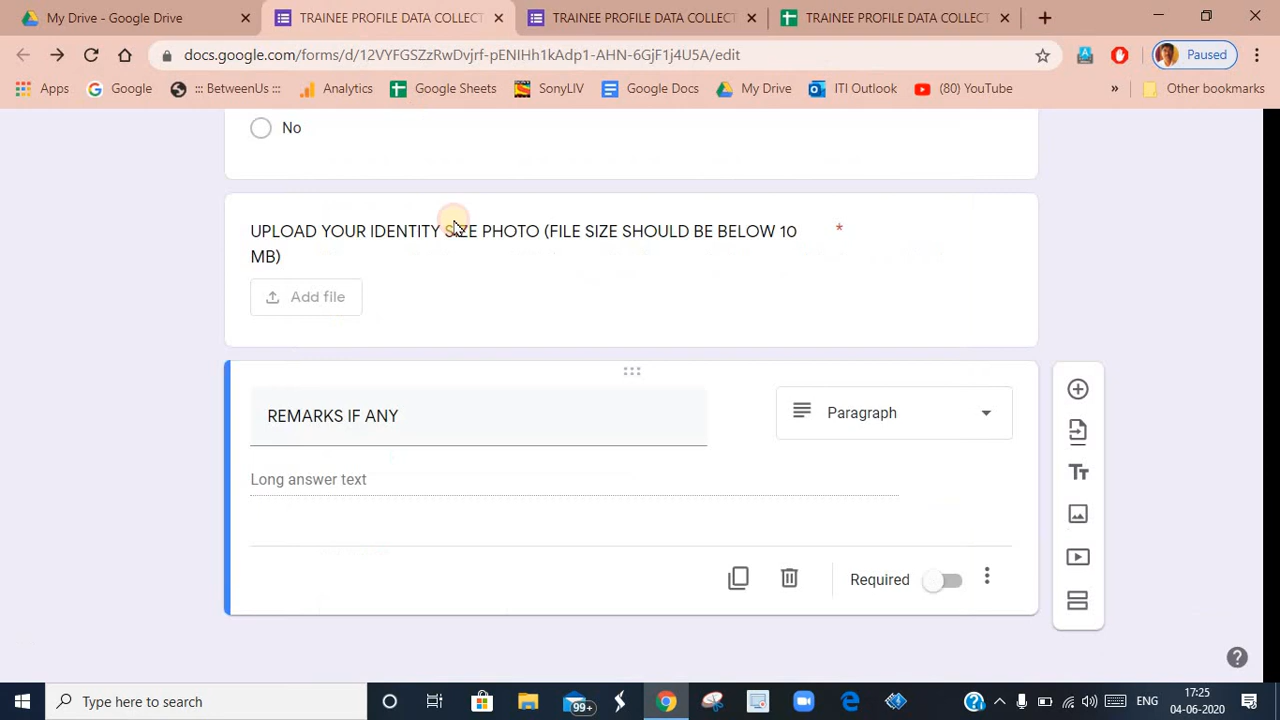 My Drive - Google Drive
TRAINEE PROFILE DATA COLLECT
TRAINEE PROFILE DATA COLLECT
TRAINEE PROFILE DATA COLLECT
docs.google.com/forms/d/12VYFGSZzRwDvjrf-pENIHh1kAdp1-AHN-6GjF1j4U5A/edit
Paused
Apps
Google
::: BetweenUs :::
Analytics
Google Sheets
SonyLIV
Google Docs
My Drive
ITI Outlook
(80) YouTube
»
Other bookmarks
No
UPLOAD YOUR IDENTITY SIZE PHOTO (FILE SIZE SHOULD BE BELOW 10 *
MB)
Add file
REMARKS IF ANY
Paragraph
Long answer text
Tт
Required
Type here to search
99+
ENG
17:25
04-06-2020